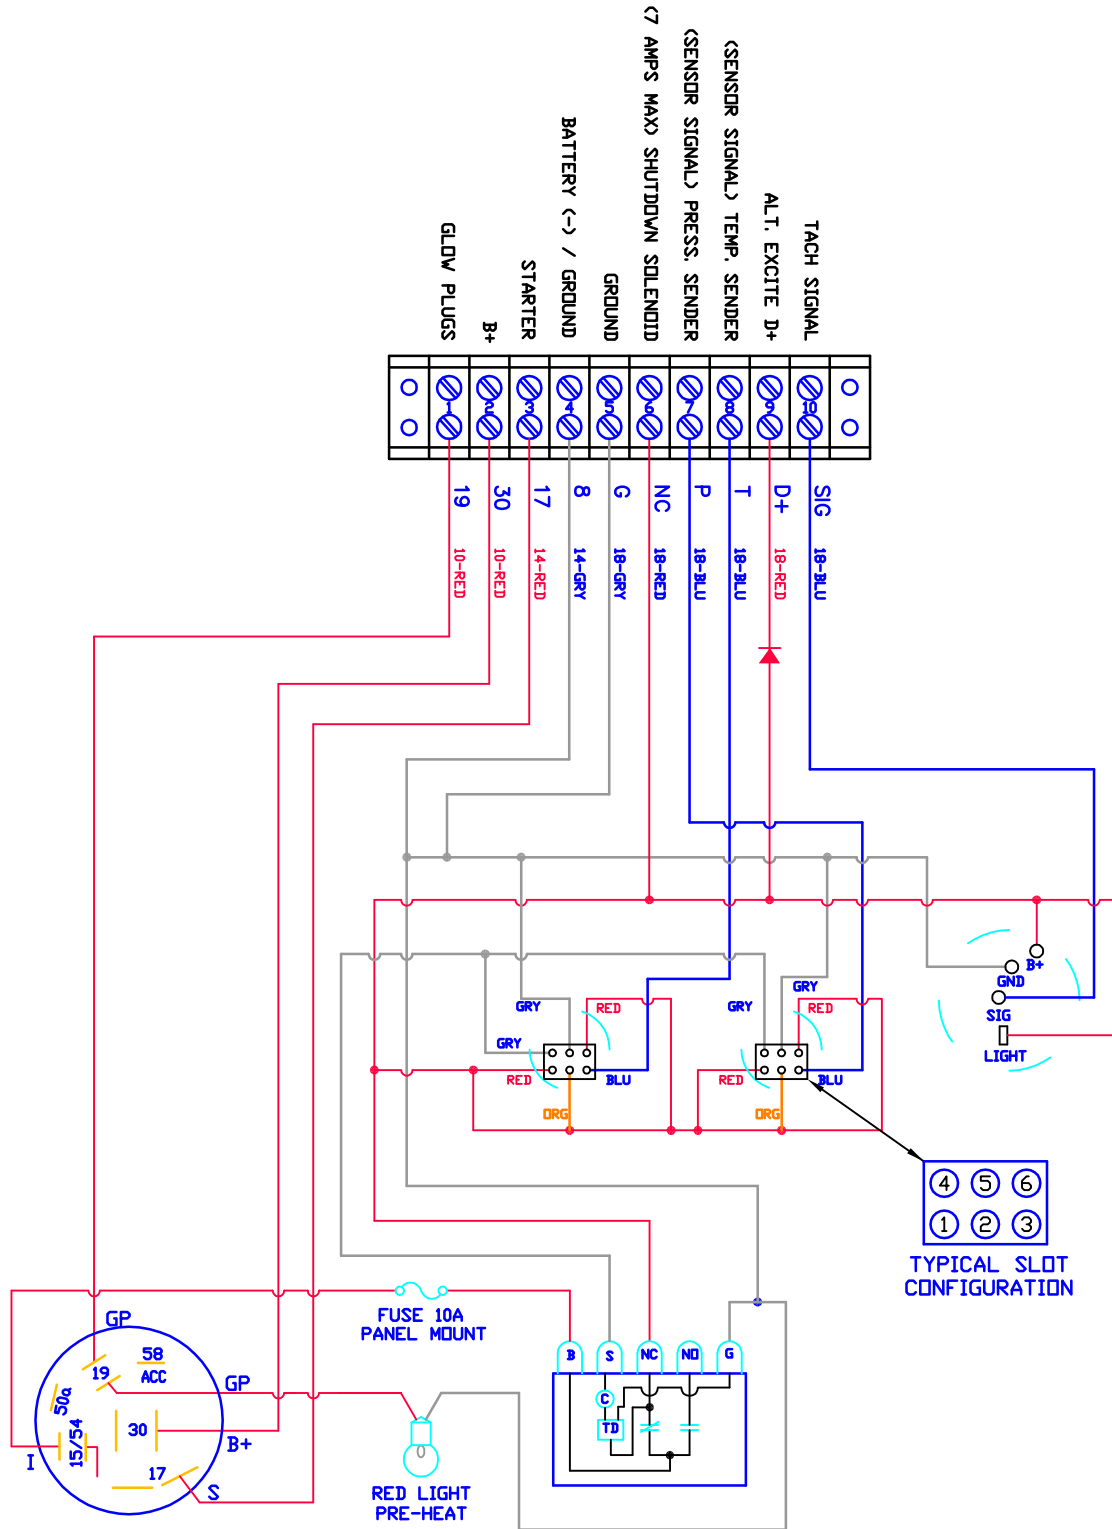 GLOW PLUGS
B+
STARTER
BATTERY (-) / GROUND
GROUND
(7 AMPS MAX) SHUTDOWN SOLENOID
(SENSOR SIGNAL) PRESS. SENDER
(SENSOR SIGNAL) TEMP. SENDER
ALT. EXCITE D+
TACH SIGNAL
1 2 3 4 5 6 7 8 9 10
19 30 17 8 G NC P T D+ SIG
10-RED 10-RED 14-RED 14-GRY 18-GRY 18-RED 18-BLU 18-BLU 18-RED 18-BLU
B+
GND
SIG
LIGHT
GRY RED
GRY
RED BLU
ORG
GRY
GRY
RED
RED BLU
ORG
4 5 6
1 2 3
TYPICAL SLOT
CONFIGURATION
FUSE 10A
PANEL MOUNT
B S NC NO G
C
TD
GP
58
ACC
19
GP
50a
15/54
30
B+
I
17
S
RED LIGHT
PRE-HEAT